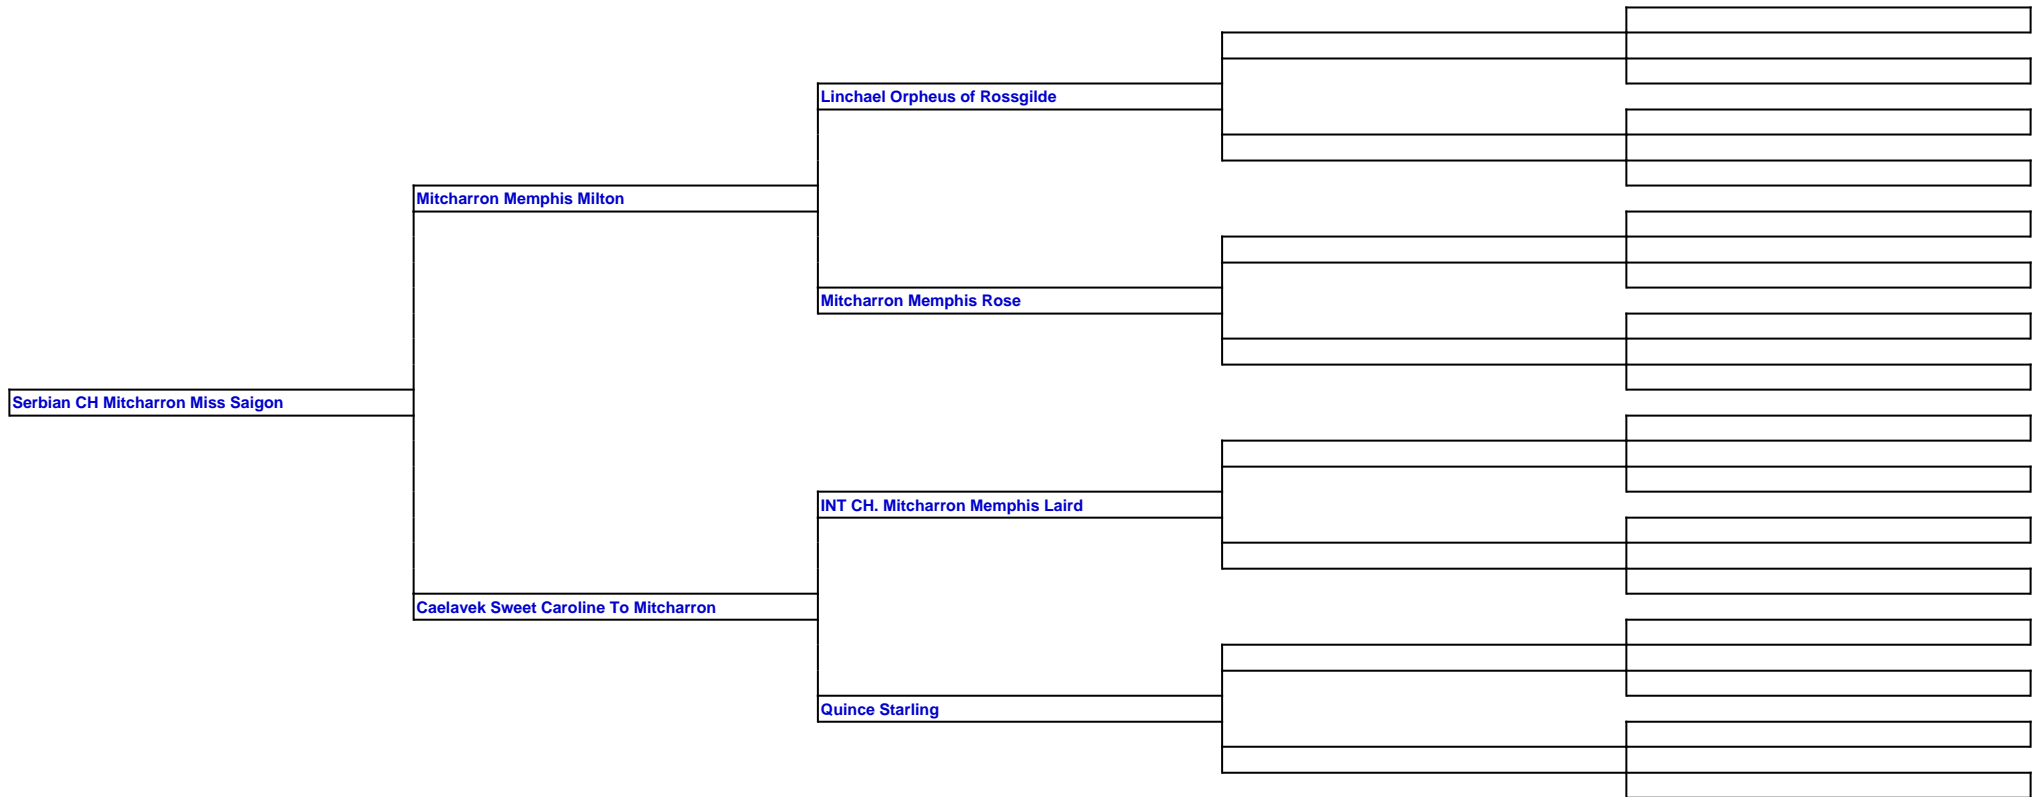 Linchael Orpheus of Rossgilde
Mitcharron Memphis Milton
Mitcharron Memphis Rose
Serbian CH Mitcharron Miss Saigon
INT CH. Mitcharron Memphis Laird
Caelavek Sweet Caroline To Mitcharron
Quince Starling